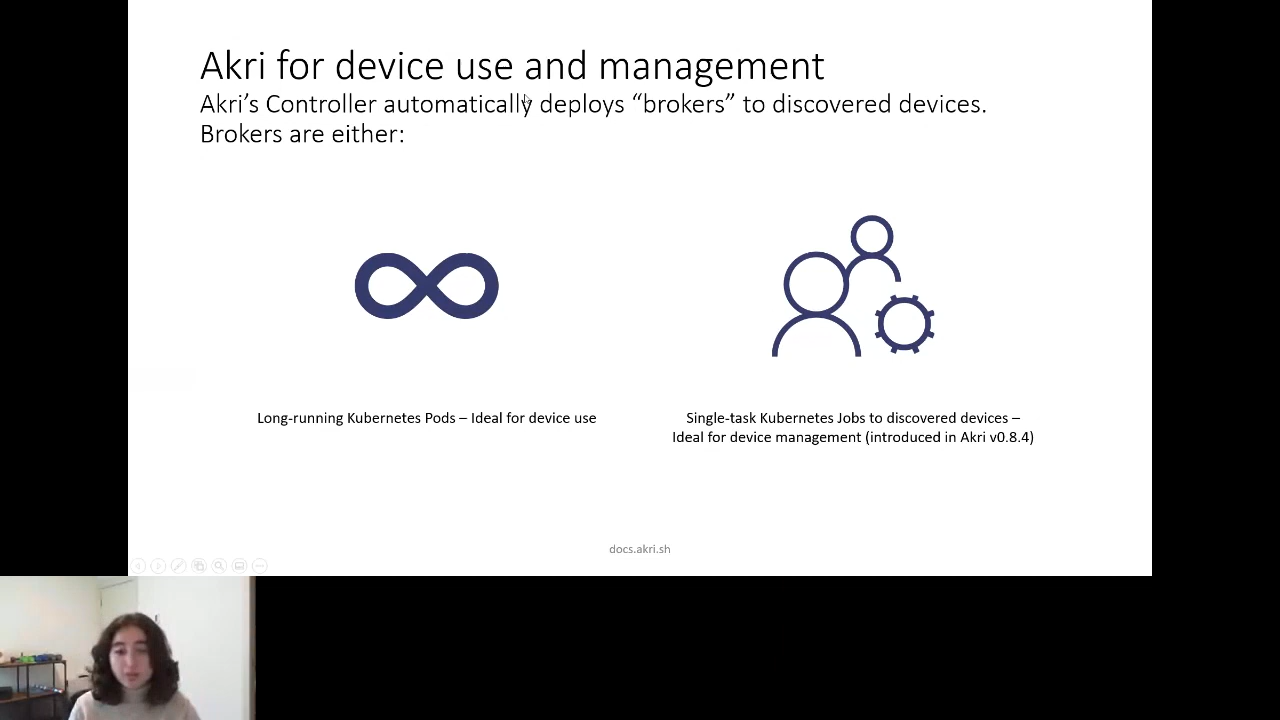 Akri for device use and management
Akri’s Controller automatically deploys “brokers” to discovered devices.
Brokers are either:
Long-running Kubernetes Pods – Ideal for device use
Single-task Kubernetes Jobs to discovered devices –
Ideal for device management (introduced in Akri v0.8.4)
docs.akri.sh